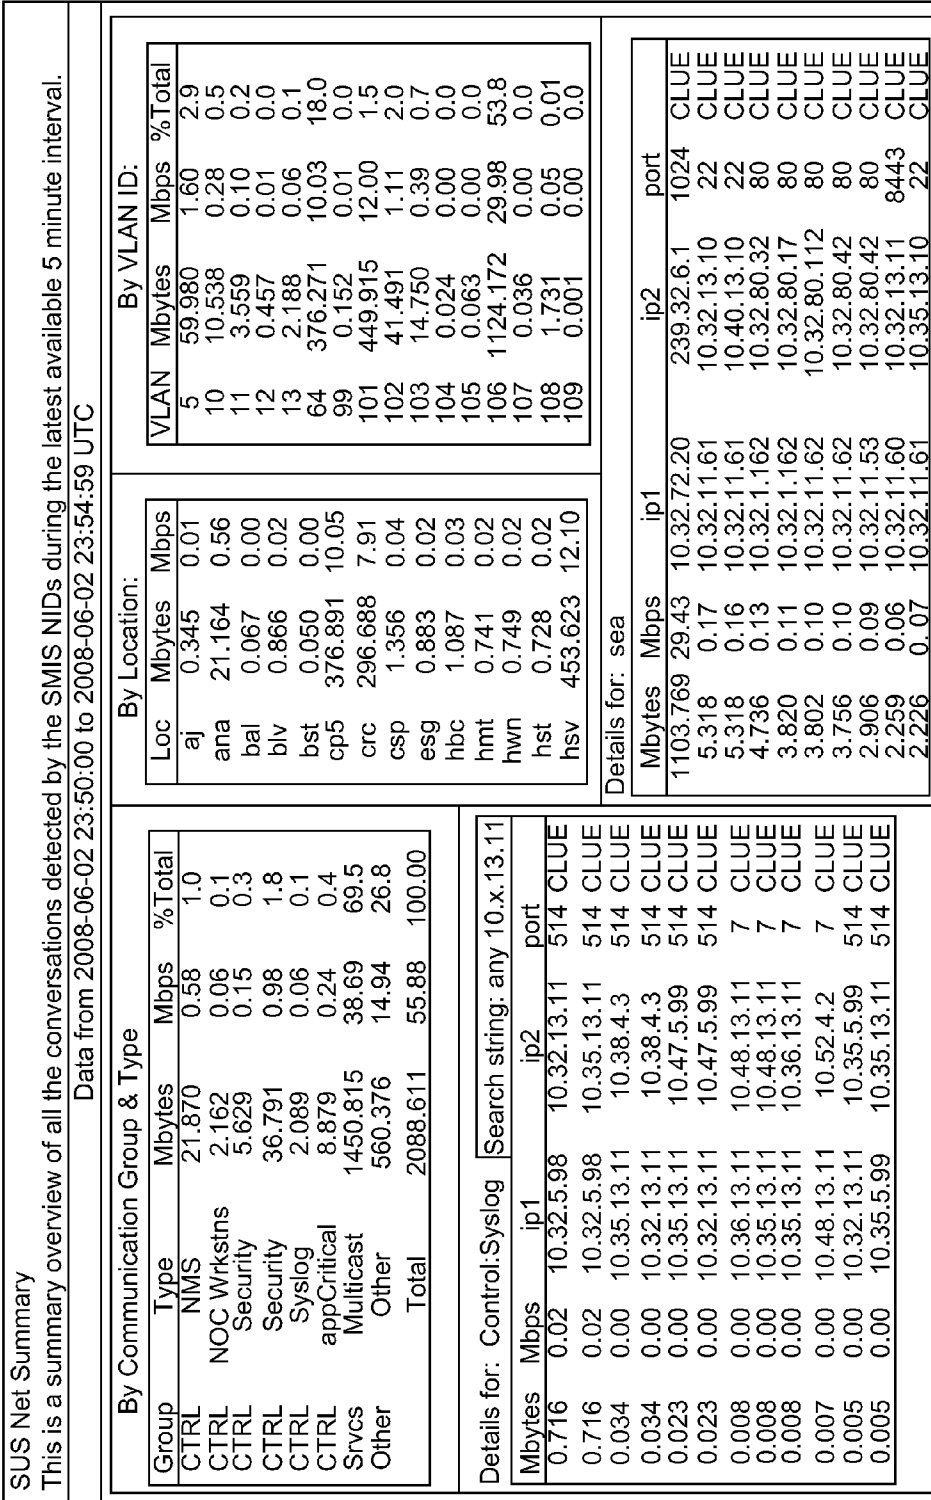 SUS Net Summary
This is a summary overview of all the conversations detected by the SMIS NIDs during the latest available 5 minute interval.
Data from 2008-06-02 23:50:00 to 2008-06-02 23:54:59 UTC
By Communication Group & Type
Group Type Mbytes Mbps %Total
CTRL NMS 21.870 0.58 1.0
CTRL NOC Wrkstns 2.162 0.06 0.1
CTRL Security 5.629 0.15 0.3
CTRL Security 36.791 0.98 1.8
CTRL Syslog 2.089 0.06 0.1
CTRL appCritical 8.879 0.24 0.4
Srvcs Multicast 1450.815 38.69 69.5
Other Other 560.376 14.94 26.8
Total 2088.611 55.88 100.00
By Location:
Loc Mbytes Mbps
aj 0.345 0.01
ana 21.164 0.56
bal 0.067 0.00
blv 0.866 0.02
bst 0.050 0.00
cp5 376.891 10.05
crc 296.688 7.91
csp 1.356 0.04
esg 0.883 0.02
hbc 1.087 0.03
hmt 0.741 0.02
hwn 0.749 0.02
hst 0.728 0.02
hsv 453.623 12.10
By VLAN ID:
VLAN Mbytes Mbps %Total
5 59.980 1.60 2.9
10 10.538 0.28 0.5
11 3.559 0.10 0.2
12 0.457 0.01 0.0
13 2.188 0.06 0.1
64 376.271 10.03 18.0
99 0.152 0.01 0.0
101 449.915 12.00 1.5
102 41.491 1.11 2.0
103 14.750 0.39 0.7
104 0.024 0.00 0.0
105 0.063 0.00 0.0
106 1124.172 29.98 53.8
107 0.036 0.00 0.0
108 1.731 0.05 0.01
109 0.001 0.00 0.0
Details for: Control:Syslog Search string: any 10.x.13.11
Mbytes Mbps ip1 ip2 port
0.716 0.02 10.32.5.98 10.32.13.11 514 CLUE
0.716 0.02 10.32.5.98 10.35.13.11 514 CLUE
0.034 0.00 10.35.13.11 10.38.4.3 514 CLUE
0.034 0.00 10.32.13.11 10.38.4.3 514 CLUE
0.023 0.00 10.35.13.11 10.47.5.99 514 CLUE
0.023 0.00 10.32.13.11 10.47.5.99 514 CLUE
0.008 0.00 10.36.13.11 10.48.13.11 7 CLUE
0.008 0.00 10.35.13.11 10.48.13.11 7 CLUE
0.008 0.00 10.35.13.11 10.36.13.11 7 CLUE
0.007 0.00 10.48.13.11 10.52.4.2 7 CLUE
0.005 0.00 10.32.13.11 10.35.5.99 514 CLUE
0.005 0.00 10.35.5.99 10.35.13.11 514 CLUE
Details for: sea
Mbytes Mbps ip1 ip2 port
1103.769 29.43 10.32.72.20 239.32.6.1 1024 CLUE
5.318 0.17 10.32.11.61 10.32.13.10 22 CLUE
5.318 0.16 10.32.11.61 10.40.13.10 22 CLUE
4.736 0.13 10.32.1.162 10.32.80.32 80 CLUE
3.820 0.11 10.32.1.162 10.32.80.17 80 CLUE
3.802 0.10 10.32.11.62 10.32.80.112 80 CLUE
3.756 0.10 10.32.11.62 10.32.80.42 80 CLUE
2.906 0.09 10.32.11.53 10.32.80.42 80 CLUE
2.259 0.06 10.32.11.60 10.32.13.11 8443 CLUE
2.226 0.07 10.32.11.61 10.35.13.10 22 CLUE